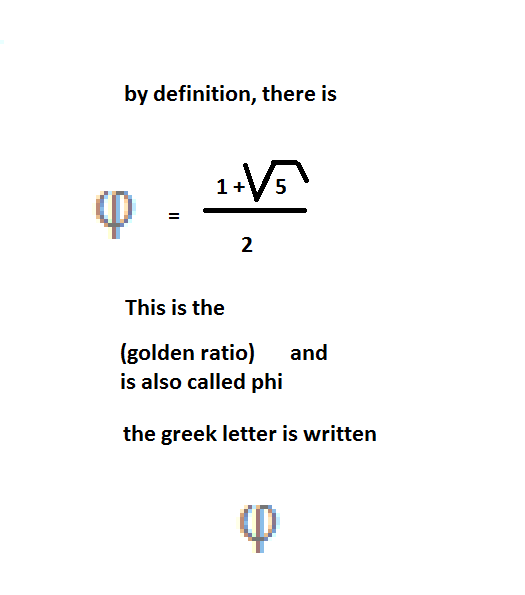 by definition, there is
φ = 1+√5
2
This is the
(golden ratio) and
is also called phi
the greek letter is written
φ